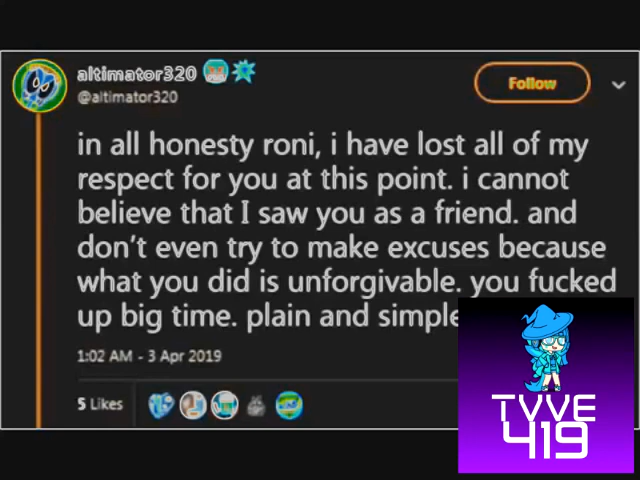 altimator320
@altimator320
Follow
in all honesty roni, i have lost all of my
respect for you at this point. i cannot
believe that I saw you as a friend. and
don't even try to make excuses because
what you did is unforgivable. you fucked
up big time. plain and simple
1:02 AM - 3 Apr 2019
5 Likes
TVVE
419